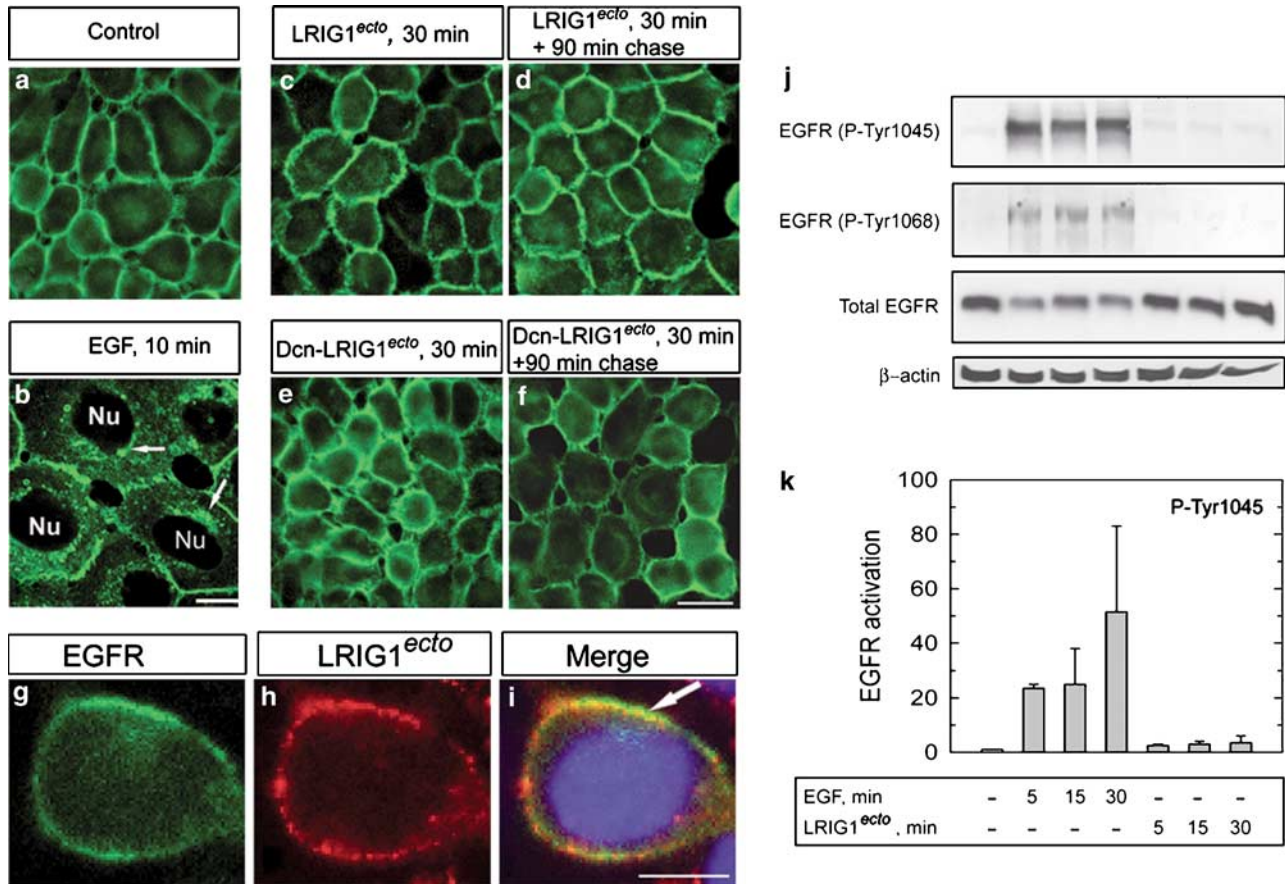 Control
LRIG1ecto, 30 min
LRIG1ecto, 30 min
+ 90 min chase
a
c
d
EGF, 10 min
Dcn-LRIG1ecto, 30 min
Dcn-LRIG1ecto, 30 min
+90 min chase
b
Nu
Nu
Nu
e
f
EGFR
LRIG1ecto
Merge
g
h
i
j
EGFR (P-Tyr1045)
EGFR (P-Tyr1068)
Total EGFR
β-actin
k
P-Tyr1045
EGFR activation
100
80
60
40
20
0
EGF, min - 5 15 30 - - -
LRIG1ecto, min - - - - 5 15 30